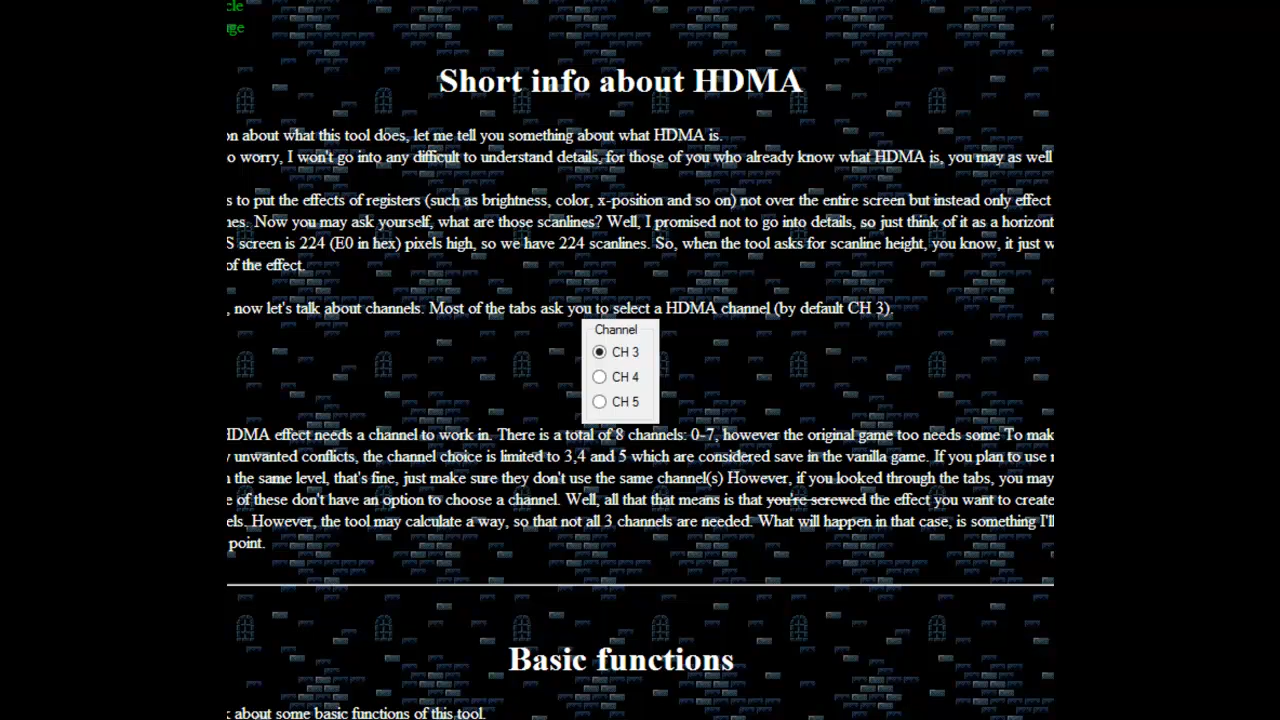 cle
ge
Short info about HDMA
on about what this tool does, let me tell you something about what HDMA is.
o worry, I won't go into any difficult to understand details, for those of you who already know what HDMA is, you may as well
s to put the effects of registers (such as brightness, color, x-position and so on) not over the entire screen but instead only effect
nes. Now you may ask yourself, what are those scanlines? Well, I promised not to go into details, so just think of it as a horizont
S screen is 224 (E0 in hex) pixels high, so we have 224 scanlines. So, when the tool asks for scanline height, you know, it just w
of the effect.
, now let's talk about channels. Most of the tabs ask you to select a HDMA channel (by default CH 3).
Channel
CH 3
CH 4
CH 5
HDMA effect needs a channel to work in. There is a total of 8 channels: 0-7, however the original game too needs some To mak
y unwanted conflicts, the channel choice is limited to 3,4 and 5 which are considered save in the vanilla game. If you plan to use
n the same level, that's fine, just make sure they don't use the same channel(s) However, if you looked through the tabs, you may
e of these don't have an option to choose a channel. Well, all that that means is that you're screwed the effect you want to create
els. However, the tool may calculate a way, so that not all 3 channels are needed. What will happen in that case, is something I'll
point.
Basic functions
k about some basic functions of this tool.